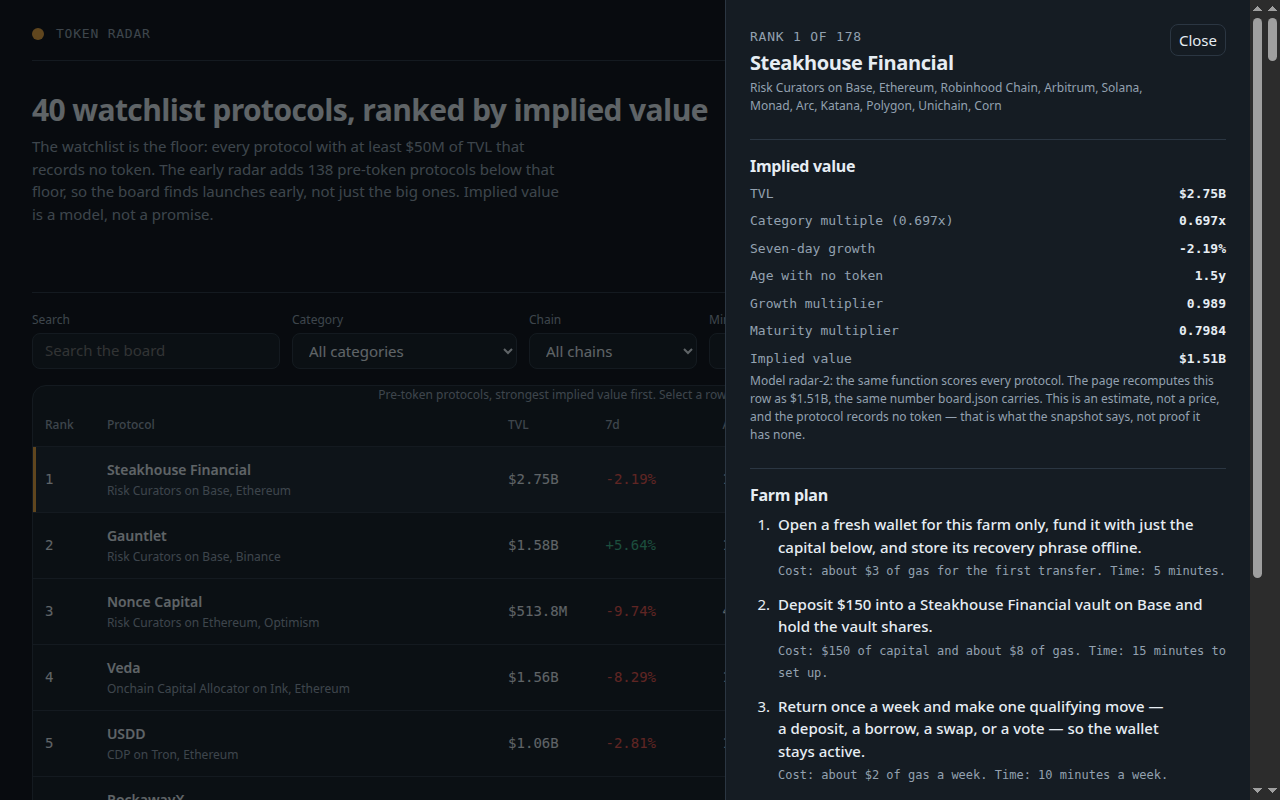 TOKEN RADAR
40 watchlist protocols, ranked by implied value
The watchlist is the floor: every protocol with at least $50M of TVL that
records no token. The early radar adds 138 pre-token protocols below that
floor, so the board finds launches early, not just the big ones. Implied value
is a model, not a promise.
Search
Category
Chain
Search the board
All categories
All chains
Pre-token protocols, strongest implied value first. Select a row
Rank
Protocol
TVL
7d
1
Steakhouse Financial
Risk Curators on Base, Ethereum
$2.75B
-2.19%
2
Gauntlet
Risk Curators on Base, Binance
$1.58B
+5.64%
3
Nonce Capital
Risk Curators on Ethereum, Optimism
$513.8M
-9.74%
4
Veda
Onchain Capital Allocator on Ink, Ethereum
$1.56B
-8.29%
5
USDD
CDP on Tron, Ethereum
$1.06B
-2.81%
RockawayX
RANK 1 OF 178
Close
Steakhouse Financial
Risk Curators on Base, Ethereum, Robinhood Chain, Arbitrum, Solana,
Monad, Arc, Katana, Polygon, Unichain, Corn
Implied value
TVL $2.75B
Category multiple (0.697x) 0.697x
Seven-day growth -2.19%
Age with no token 1.5y
Growth multiplier 0.989
Maturity multiplier 0.7984
Implied value $1.51B
Model radar-2: the same function scores every protocol. The page recomputes this
row as $1.51B, the same number board.json carries. This is an estimate, not a price,
and the protocol records no token — that is what the snapshot says, not proof it
has none.
Farm plan
1. Open a fresh wallet for this farm only, fund it with just the
capital below, and store its recovery phrase offline.
Cost: about $3 of gas for the first transfer. Time: 5 minutes.
2. Deposit $150 into a Steakhouse Financial vault on Base and
hold the vault shares.
Cost: $150 of capital and about $8 of gas. Time: 15 minutes to
set up.
3. Return once a week and make one qualifying move —
a deposit, a borrow, a swap, or a vote — so the wallet
stays active.
Cost: about $2 of gas a week. Time: 10 minutes a week.